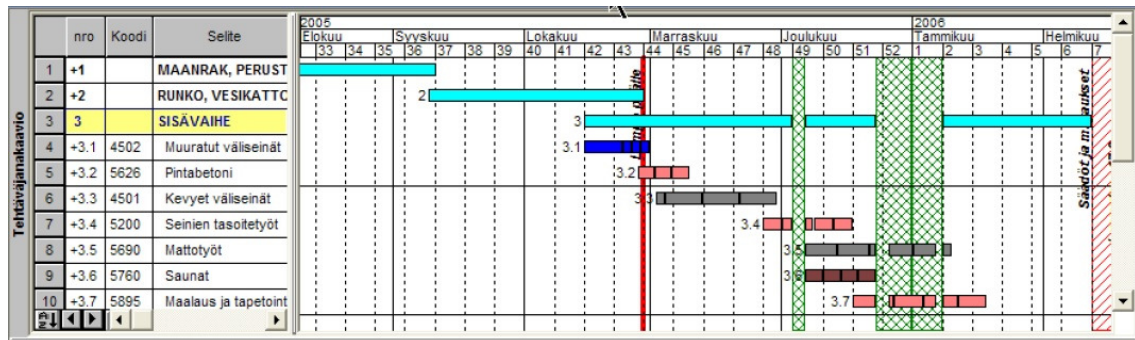 2005 2006
Elokuu Syyskuu Lokakuu Marraskuu Joulukuu Tammikuu Helmikuu
nro Koodi Selite
33 34 35 36 37 38 39 40 41 42 43 44 45 46 47 48 49 50 51 52 1 2 3 4 5 6 7
Tehtäväjanakaavio
1 +1 MAANRAK, PERUST
2 +2 RUNKO, VESIKATTO 2
3 3 SISÄVAIHE 3
4 +3.1 4502 Muuratut väliseinät 3.1
5 +3.2 5626 Pintabetoni 3.2
6 +3.3 4501 Kevyet väliseinät 3.3
7 +3.4 5200 Seinien tasoitetyöt 3.4
8 +3.5 5690 Mattotyöt 3.5
9 +3.6 5760 Saunat 3.6
10 +3.7 5895 Maalaus ja tapetoint 3.7
Säädöt ja m